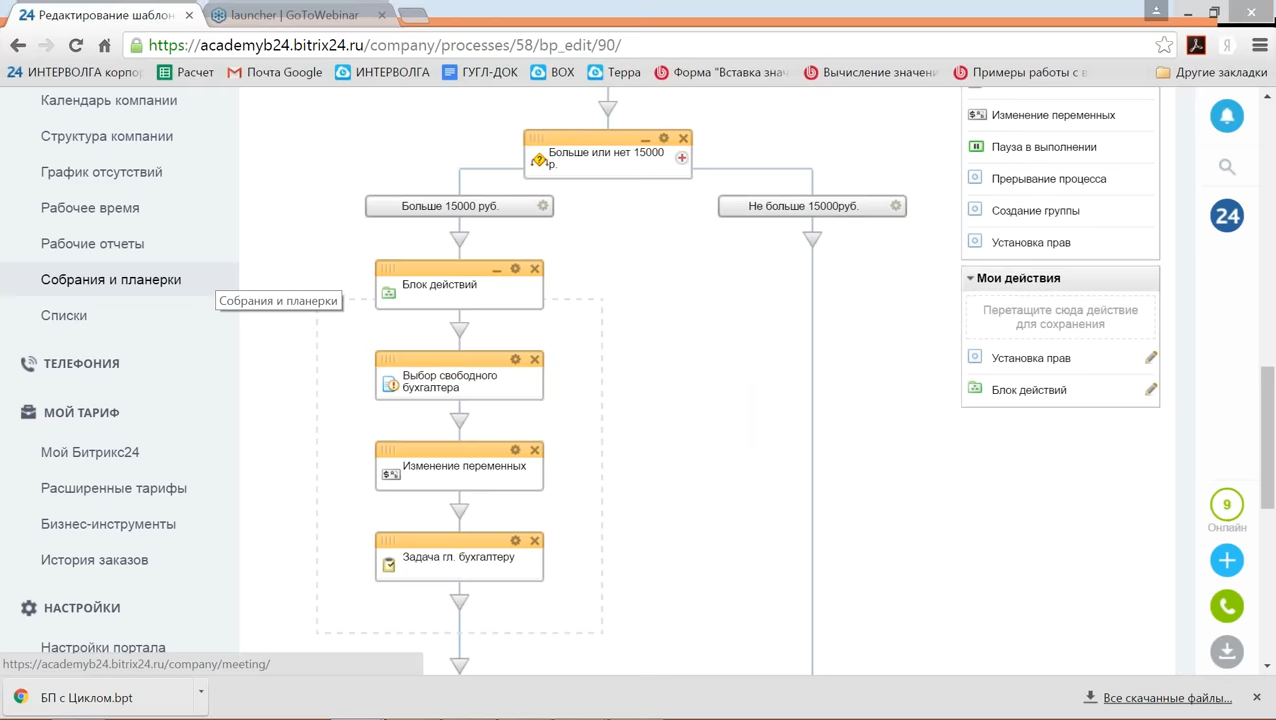 24 Редактирование шаблон
launcher | GoToWebinar
https://academyb24.bitrix24.ru/company/processes/58/bp_edit/90/
24 ИНТЕРВОЛГА корпор
Расчет
Почта Google
ИНТЕРВОЛГА
ГУГЛ-ДОК
ВОХ
Терра
Форма "Вставка знач
Вычисление значени
Примеры работы с в
Другие закладки
Календарь компании
Структура компании
График отсутствий
Рабочее время
Рабочие отчеты
Собрания и планерки
Собрания и планерки
Списки
ТЕЛЕФОНИЯ
МОЙ ТАРИФ
Мой Битрикс24
Расширенные тарифы
Бизнес-инструменты
История заказов
НАСТРОЙКИ
Настройки портала
https://academyb24.bitrix24.ru/company/meeting/
Больше или нет 15000
р.
Больше 15000 руб.
Не больше 15000руб.
Блок действий
Выбор свободного
бухгалтера
Изменение переменных
Задача гл. бухгалтеру
Изменение переменных
Пауза в выполнении
Прерывание процесса
Создание группы
Установка прав
Мои действия
Перетащите сюда действие
для сохранения
Установка прав
Блок действий
24
9
Онлайн
БП с Циклом.bpt
Все скачанные файлы...